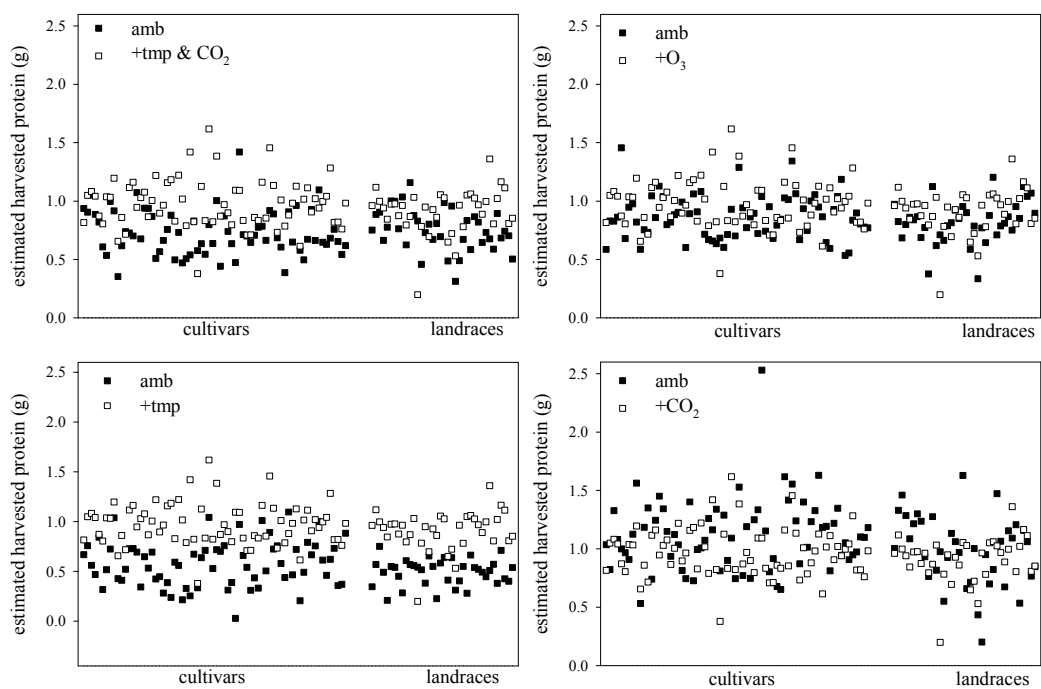 estimated harvested protein (g)
2.5
2.0
1.5
1.0
0.5
0.0
amb
+tmp & CO₂
cultivars
landraces
estimated harvested protein (g)
2.5
2.0
1.5
1.0
0.5
0.0
amb
+O₃
cultivars
landraces
estimated harvested protein (g)
2.5
2.0
1.5
1.0
0.5
0.0
amb
+tmp
cultivars
landraces
estimated harvested protein (g)
2.5
2.0
1.5
1.0
0.5
0.0
amb
+CO₂
cultivars
landraces